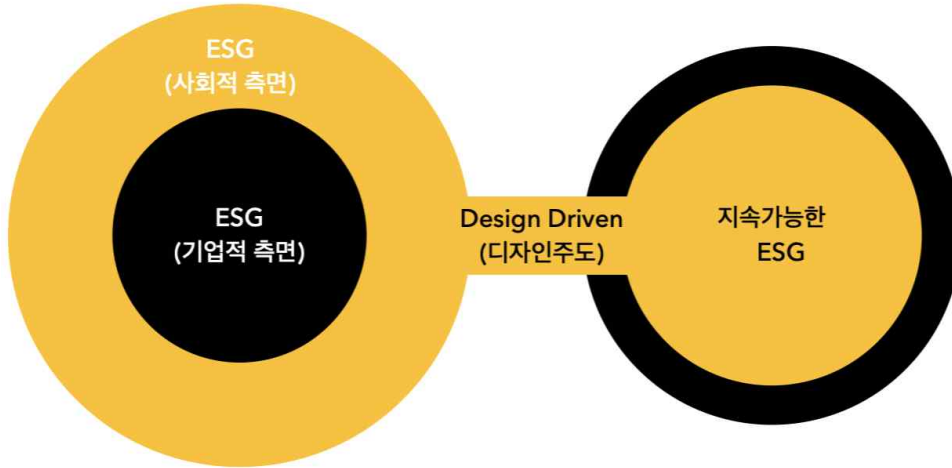 ESG
(사회적 측면)
ESG
(기업적 측면)
Design Driven
(디자인주도)
지속가능한
ESG